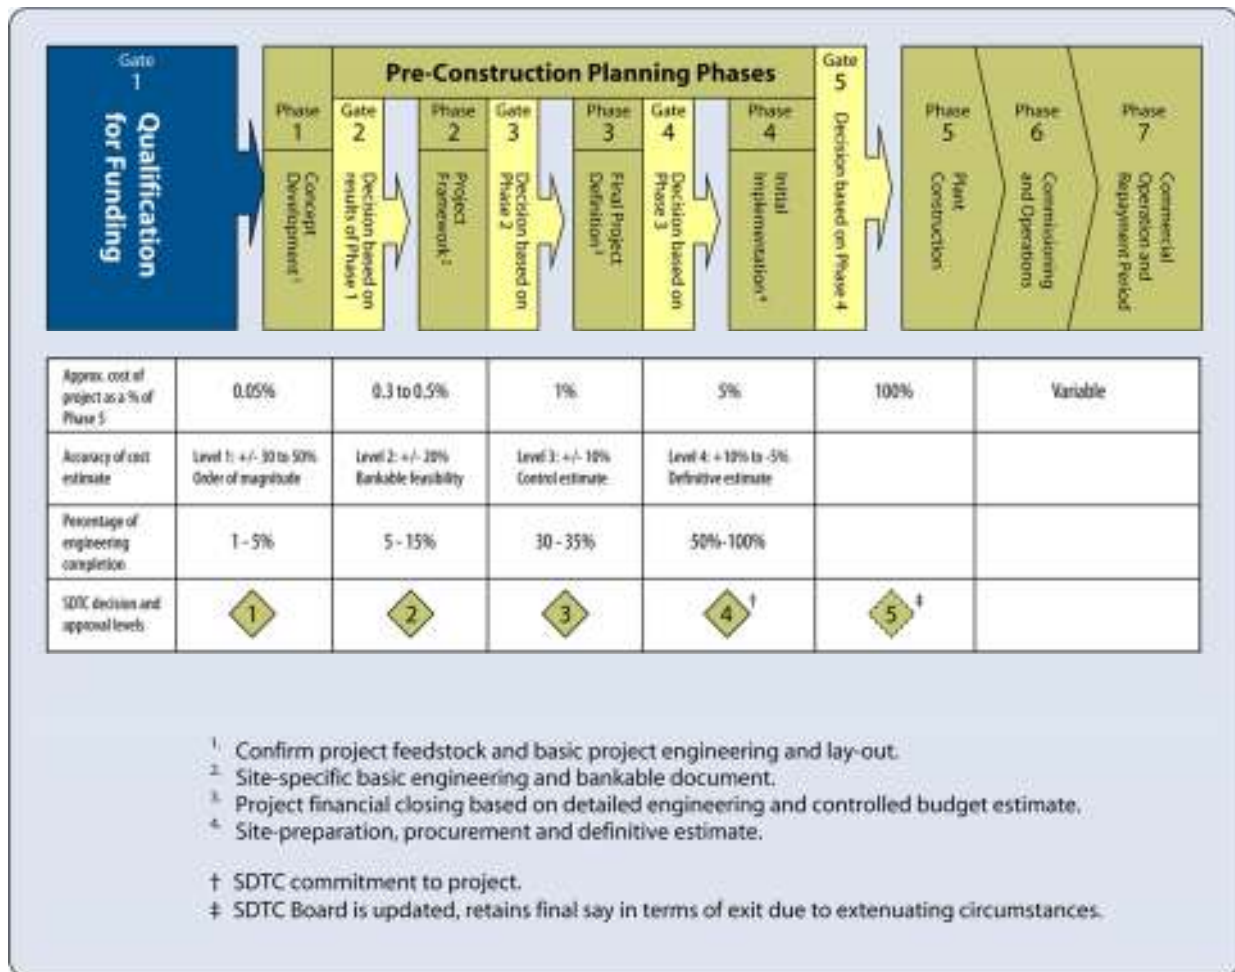 Gate
1
Qualification
for Funding
Pre-Construction Planning Phases
Phase
1
Concept
Development 1
Gate
2
Decision based on
results of Phase 1
Phase
2
Project
Framework 2
Gate
3
Decision based on
Phase 2
Phase
3
Final Project
Definition 3
Gate
4
Decision based on
Phase 3
Phase
4
Initial
Implementation 4
Gate
5
Decision based on Phase 4
Phase
5
Plant
Construction
Phase
6
Commissioning
and Operations
Phase
7
Commercial
Operation and
Repayment Period
Approx. cost of
project as a % of
Phase 5
0.05%
0.3 to 0.5%
1%
5%
100%
Variable
Accuracy of cost
estimate
Level 1: +/- 30 to 50%
Order of magnitude
Level 2: +/- 20%
Bankable feasibility
Level 3: +/- 10%
Control estimate
Level 4: +10% to -5%
Definitive estimate
Percentage of
engineering
completion
1 - 5%
5 - 15%
30 - 35%
50%-100%
SDTC decision and
approval levels
1
2
3
4 †
5 ‡
1. Confirm project feedstock and basic project engineering and lay-out.
2. Site-specific basic engineering and bankable document.
3. Project financial closing based on detailed engineering and controlled budget estimate.
4. Site-preparation, procurement and definitive estimate.
† SDTC commitment to project.
‡ SDTC Board is updated, retains final say in terms of exit due to extenuating circumstances.